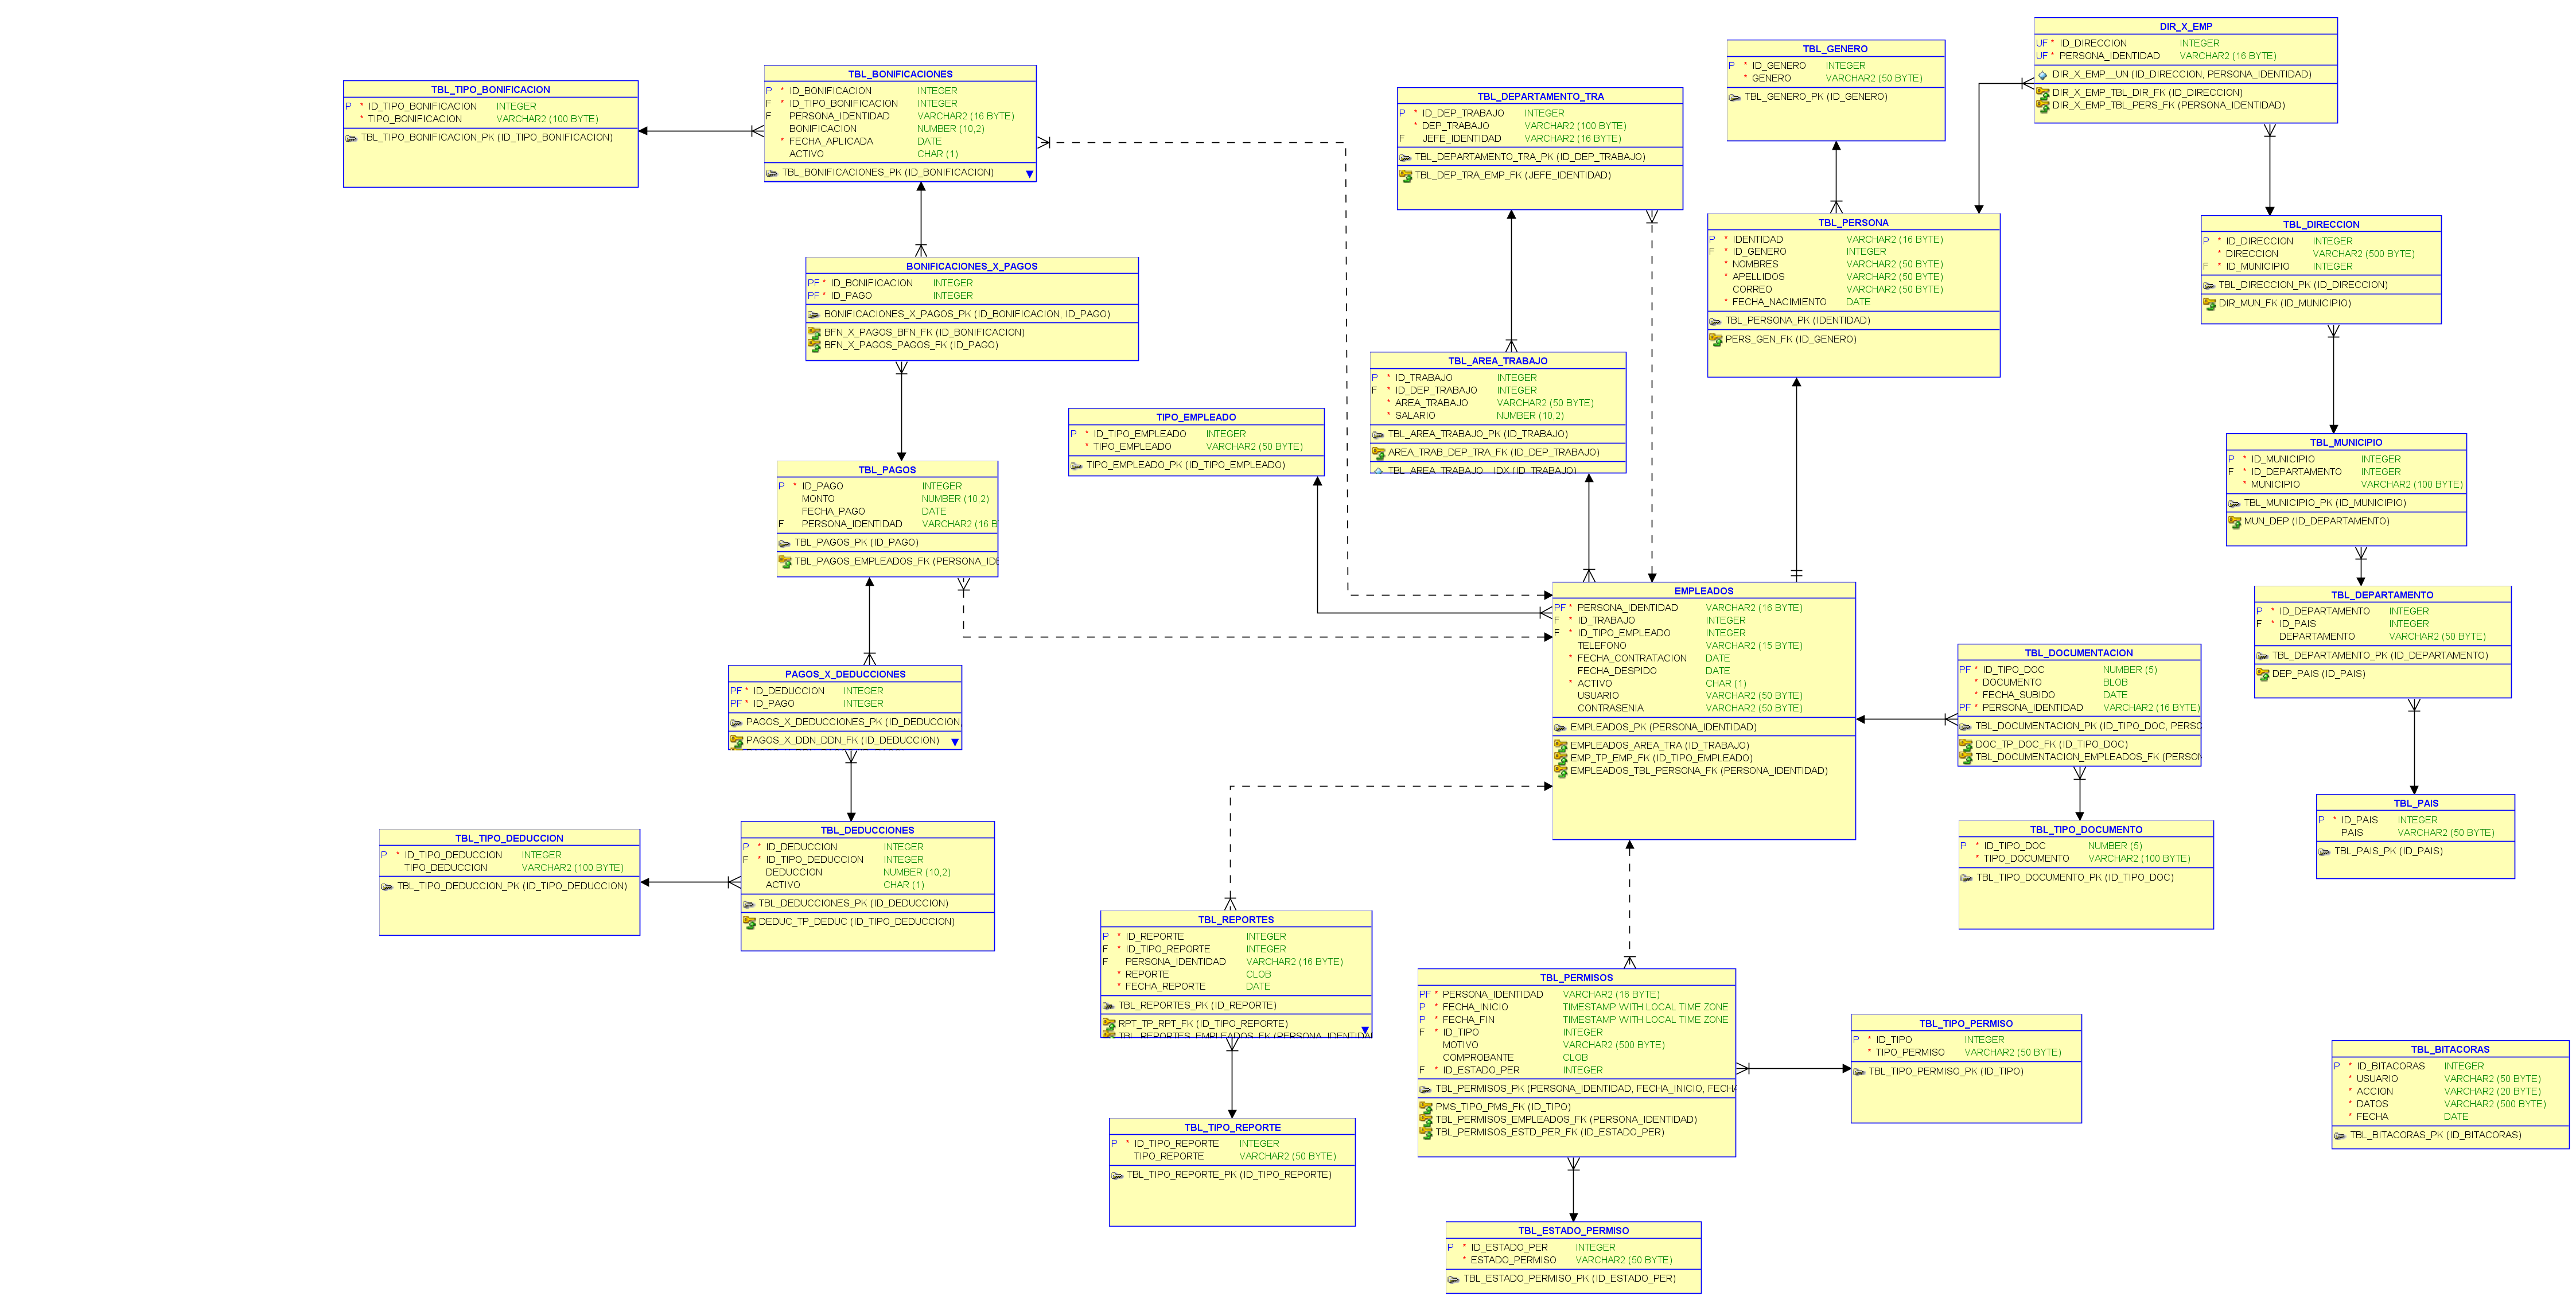 TBL_TIPO_BONIFICACION
P * ID_TIPO_BONIFICACION INTEGER
* TIPO_BONIFICACION VARCHAR2 (100 BYTE)
TBL_TIPO_BONIFICACION_PK (ID_TIPO_BONIFICACION)
TBL_BONIFICACIONES
P * ID_BONIFICACION INTEGER
F * ID_TIPO_BONIFICACION INTEGER
F PERSONA_IDENTIDAD VARCHAR2 (16 BYTE)
BONIFICACION NUMBER (10,2)
* FECHA_APLICADA DATE
ACTIVO CHAR (1)
TBL_BONIFICACIONES_PK (ID_BONIFICACION)
BONIFICACIONES_X_PAGOS
PF * ID_BONIFICACION INTEGER
PF * ID_PAGO INTEGER
BONIFICACIONES_X_PAGOS_PK (ID_BONIFICACION, ID_PAGO)
BFN_X_PAGOS_BFN_FK (ID_BONIFICACION)
BFN_X_PAGOS_PAGOS_FK (ID_PAGO)
TBL_PAGOS
P * ID_PAGO INTEGER
MONTO NUMBER (10,2)
FECHA_PAGO DATE
F PERSONA_IDENTIDAD VARCHAR2 (16 B
TBL_PAGOS_PK (ID_PAGO)
TBL_PAGOS_EMPLEADOS_FK (PERSONA_IDE
PAGOS_X_DEDUCCIONES
PF * ID_DEDUCCION INTEGER
PF * ID_PAGO INTEGER
PAGOS_X_DEDUCCIONES_PK (ID_DEDUCCION,
PAGOS_X_DDN_DDN_FK (ID_DEDUCCION)
TBL_TIPO_DEDUCCION
P * ID_TIPO_DEDUCCION INTEGER
TIPO_DEDUCCION VARCHAR2 (100 BYTE)
TBL_TIPO_DEDUCCION_PK (ID_TIPO_DEDUCCION)
TBL_DEDUCCIONES
P * ID_DEDUCCION INTEGER
F * ID_TIPO_DEDUCCION INTEGER
DEDUCCION NUMBER (10,2)
ACTIVO CHAR (1)
TBL_DEDUCCIONES_PK (ID_DEDUCCION)
DEDUC_TP_DEDUC (ID_TIPO_DEDUCCION)
TIPO_EMPLEADO
P * ID_TIPO_EMPLEADO INTEGER
* TIPO_EMPLEADO VARCHAR2 (50 BYTE)
TIPO_EMPLEADO_PK (ID_TIPO_EMPLEADO)
TBL_DEPARTAMENTO_TRA
P * ID_DEP_TRABAJO INTEGER
* DEP_TRABAJO VARCHAR2 (100 BYTE)
F JEFE_IDENTIDAD VARCHAR2 (16 BYTE)
TBL_DEPARTAMENTO_TRA_PK (ID_DEP_TRABAJO)
TBL_DEP_TRA_EMP_FK (JEFE_IDENTIDAD)
TBL_AREA_TRABAJO
P * ID_TRABAJO INTEGER
F * ID_DEP_TRABAJO INTEGER
* AREA_TRABAJO VARCHAR2 (50 BYTE)
* SALARIO NUMBER (10,2)
TBL_AREA_TRABAJO_PK (ID_TRABAJO)
AREA_TRAB_DEP_TRA_FK (ID_DEP_TRABAJO)
TBL_AREA_TRABAJO__IDX (ID_TRABAJO)
TBL_GENERO
P * ID_GENERO INTEGER
* GENERO VARCHAR2 (50 BYTE)
TBL_GENERO_PK (ID_GENERO)
TBL_PERSONA
P * IDENTIDAD VARCHAR2 (16 BYTE)
F * ID_GENERO INTEGER
* NOMBRES VARCHAR2 (50 BYTE)
* APELLIDOS VARCHAR2 (50 BYTE)
CORREO VARCHAR2 (50 BYTE)
* FECHA_NACIMIENTO DATE
TBL_PERSONA_PK (IDENTIDAD)
PERS_GEN_FK (ID_GENERO)
DIR_X_EMP
UF * ID_DIRECCION INTEGER
UF * PERSONA_IDENTIDAD VARCHAR2 (16 BYTE)
DIR_X_EMP__UN (ID_DIRECCION, PERSONA_IDENTIDAD)
DIR_X_EMP_TBL_DIR_FK (ID_DIRECCION)
DIR_X_EMP_TBL_PERS_FK (PERSONA_IDENTIDAD)
TBL_DIRECCION
P * ID_DIRECCION INTEGER
* DIRECCION VARCHAR2 (500 BYTE)
F * ID_MUNICIPIO INTEGER
TBL_DIRECCION_PK (ID_DIRECCION)
DIR_MUN_FK (ID_MUNICIPIO)
TBL_MUNICIPIO
P * ID_MUNICIPIO INTEGER
F * ID_DEPARTAMENTO INTEGER
* MUNICIPIO VARCHAR2 (100 BYTE)
TBL_MUNICIPIO_PK (ID_MUNICIPIO)
MUN_DEP (ID_DEPARTAMENTO)
TBL_DEPARTAMENTO
P * ID_DEPARTAMENTO INTEGER
F * ID_PAIS INTEGER
DEPARTAMENTO VARCHAR2 (50 BYTE)
TBL_DEPARTAMENTO_PK (ID_DEPARTAMENTO)
DEP_PAIS (ID_PAIS)
TBL_PAIS
P * ID_PAIS INTEGER
PAIS VARCHAR2 (50 BYTE)
TBL_PAIS_PK (ID_PAIS)
EMPLEADOS
PF * PERSONA_IDENTIDAD VARCHAR2 (16 BYTE)
F * ID_TRABAJO INTEGER
F * ID_TIPO_EMPLEADO INTEGER
TELEFONO VARCHAR2 (15 BYTE)
* FECHA_CONTRATACION DATE
FECHA_DESPIDO DATE
* ACTIVO CHAR (1)
USUARIO VARCHAR2 (50 BYTE)
CONTRASENIA VARCHAR2 (50 BYTE)
EMPLEADOS_PK (PERSONA_IDENTIDAD)
EMPLEADOS_AREA_TRA (ID_TRABAJO)
EMP_TP_EMP_FK (ID_TIPO_EMPLEADO)
EMPLEADOS_TBL_PERSONA_FK (PERSONA_IDENTIDAD)
TBL_DOCUMENTACION
PF * ID_TIPO_DOC NUMBER (5)
* DOCUMENTO BLOB
* FECHA_SUBIDO DATE
PF * PERSONA_IDENTIDAD VARCHAR2 (16 BYTE)
TBL_DOCUMENTACION_PK (ID_TIPO_DOC, PERSO
DOC_TP_DOC_FK (ID_TIPO_DOC)
TBL_DOCUMENTACION_EMPLEADOS_FK (PERSON
TBL_TIPO_DOCUMENTO
P * ID_TIPO_DOC NUMBER (5)
* TIPO_DOCUMENTO VARCHAR2 (100 BYTE)
TBL_TIPO_DOCUMENTO_PK (ID_TIPO_DOC)
TBL_REPORTES
P * ID_REPORTE INTEGER
F * ID_TIPO_REPORTE INTEGER
F PERSONA_IDENTIDAD VARCHAR2 (16 BYTE)
* REPORTE CLOB
* FECHA_REPORTE DATE
TBL_REPORTES_PK (ID_REPORTE)
RPT_TP_RPT_FK (ID_TIPO_REPORTE)
TBL_REPORTES_EMPLEADOS_FK (PERSONA_IDENTIDA
TBL_TIPO_REPORTE
P * ID_TIPO_REPORTE INTEGER
TIPO_REPORTE VARCHAR2 (50 BYTE)
TBL_TIPO_REPORTE_PK (ID_TIPO_REPORTE)
TBL_PERMISOS
PF * PERSONA_IDENTIDAD VARCHAR2 (16 BYTE)
P * FECHA_INICIO TIMESTAMP WITH LOCAL TIME ZONE
P * FECHA_FIN TIMESTAMP WITH LOCAL TIME ZONE
F * ID_TIPO INTEGER
MOTIVO VARCHAR2 (500 BYTE)
COMPROBANTE CLOB
F * ID_ESTADO_PER INTEGER
TBL_PERMISOS_PK (PERSONA_IDENTIDAD, FECHA_INICIO, FECHA
PMS_TIPO_PMS_FK (ID_TIPO)
TBL_PERMISOS_EMPLEADOS_FK (PERSONA_IDENTIDAD)
TBL_PERMISOS_ESTD_PER_FK (ID_ESTADO_PER)
TBL_TIPO_PERMISO
P * ID_TIPO INTEGER
* TIPO_PERMISO VARCHAR2 (50 BYTE)
TBL_TIPO_PERMISO_PK (ID_TIPO)
TBL_ESTADO_PERMISO
P * ID_ESTADO_PER INTEGER
* ESTADO_PERMISO VARCHAR2 (50 BYTE)
TBL_ESTADO_PERMISO_PK (ID_ESTADO_PER)
TBL_BITACORAS
P * ID_BITACORAS INTEGER
* USUARIO VARCHAR2 (50 BYTE)
* ACCION VARCHAR2 (20 BYTE)
* DATOS VARCHAR2 (500 BYTE)
* FECHA DATE
TBL_BITACORAS_PK (ID_BITACORAS)